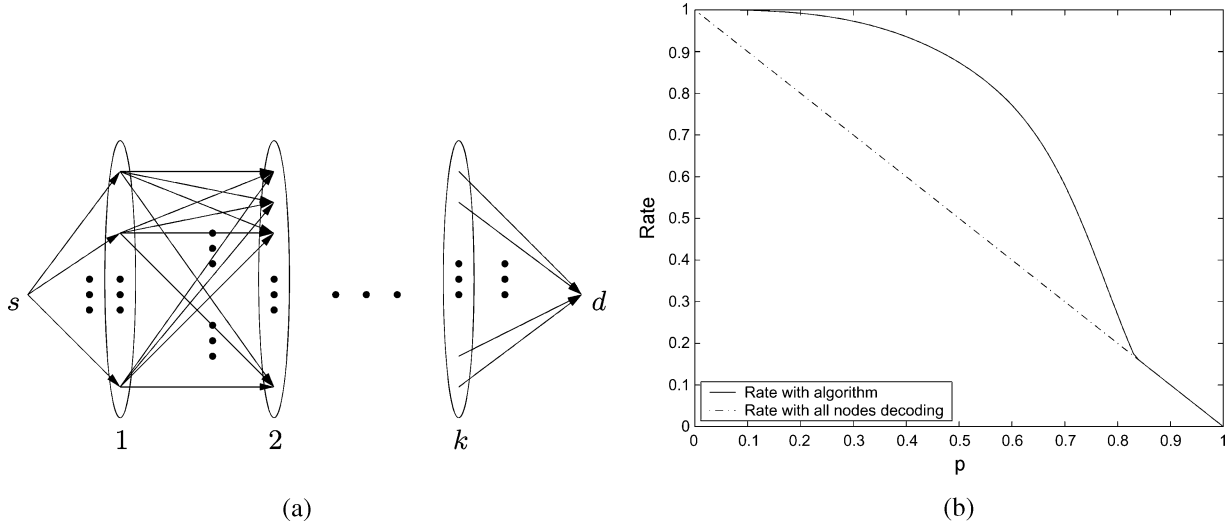 s
d
1
2
k
(a)
1
0.9
0.8
0.7
0.6
0.5
0.4
0.3
0.2
0.1
0
Rate
Rate with algorithm
Rate with all nodes decoding
0 0.1 0.2 0.3 0.4 0.5 0.6 0.7 0.8 0.9 1
p
(b)